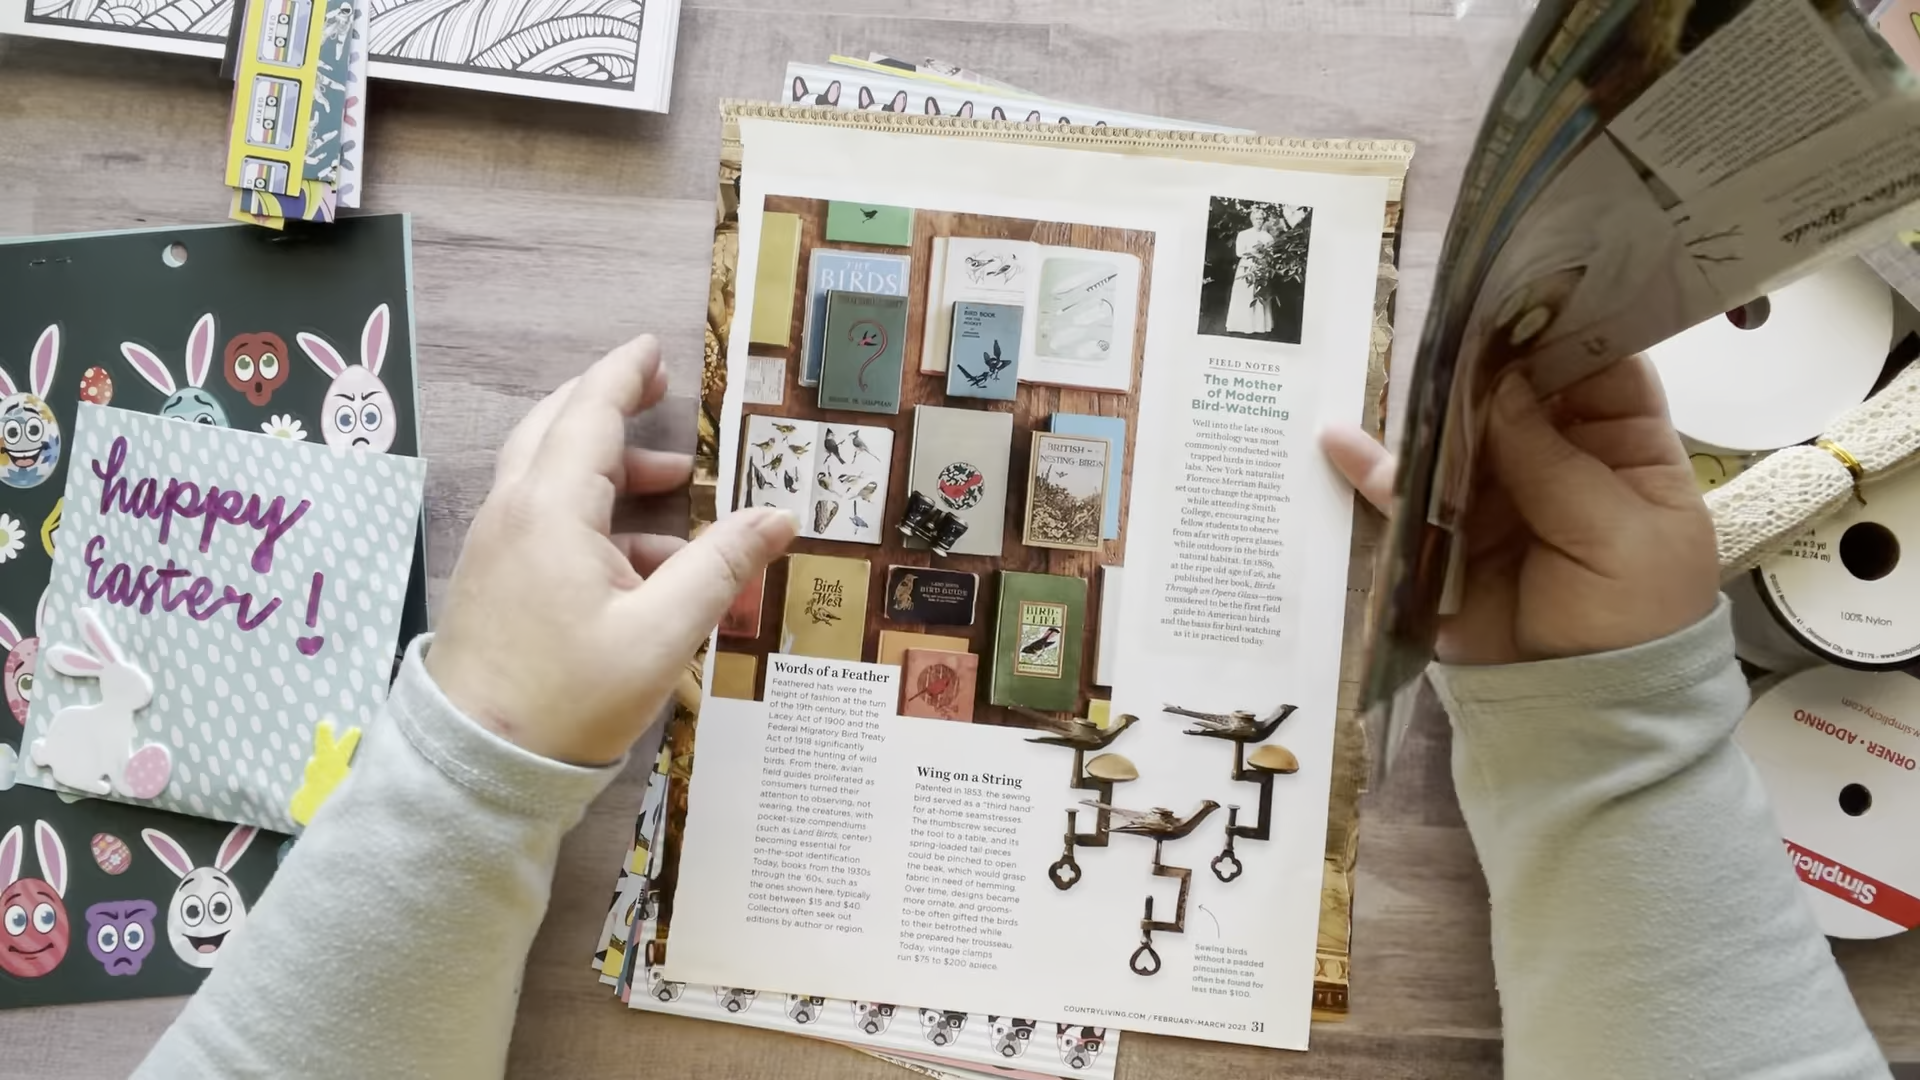 MIXED
MIXED
happy
Easter!
THE
BIRDS
BIRD BOOK
FOR THE
POCKET
BRITISH
NESTING BIRDS
Birds
West
LAND BIRDS
BIRD GUIDE
BIRD-
LIFE
FIELD NOTES
The Mother
of Modern
Bird-Watching
Well into the late 1800s,
ornithology was most
commonly conducted with
trapped birds in indoor
labs. New York naturalist
Florence Merriam Bailey
set out to change the approach
while attending Smith
College, encouraging her
fellow students to observe
from afar with opera glasses
while outdoors in the birds'
natural habitat. In 1889,
at the ripe old age of 26, she
published her book, Birds
Through an Opera Glass—now
considered to be the first field
guide to American birds
and the basis for bird-watching
as it is practiced today.
Words of a Feather
Feathered hats were the
height of fashion at the turn
of the 19th century, but the
Lacey Act of 1900 and the
Federal Migratory Bird Treaty
Act of 1918 significantly
curbed the hunting of wild
birds. From there, avian
field guides proliferated as
consumers turned their
attention to observing, not
wearing, the creatures, with
pocket-size compendiums
(such as Land Birds, center)
becoming essential for
on-the-spot identification.
Today, books from the 1930s
through the '60s, such as
the ones shown here, typically
cost between $15 and $40.
Collectors often seek out
editions by author or region.
Wing on a String
Patented in 1853, the sewing
bird served as a "third hand"
for at-home seamstresses.
The thumbscrew secured
the tool to a table, and its
spring-loaded tail pieces
could be pinched to open
the beak, which would grasp
fabric in need of hemming.
Over time, designs became
more ornate, and grooms-
to-be often gifted the birds
to their betrothed while
she prepared her trousseau.
Today, vintage clamps
run $75 to $200 apiece.
Sewing birds
without a padded
pincushion can
often be found for
less than $100.
COUNTRYLIVING.COM / FEBRUARY-MARCH 2023 31
(2.74 m)
100% Nylon
ORNER • ADORNO
Simplicity